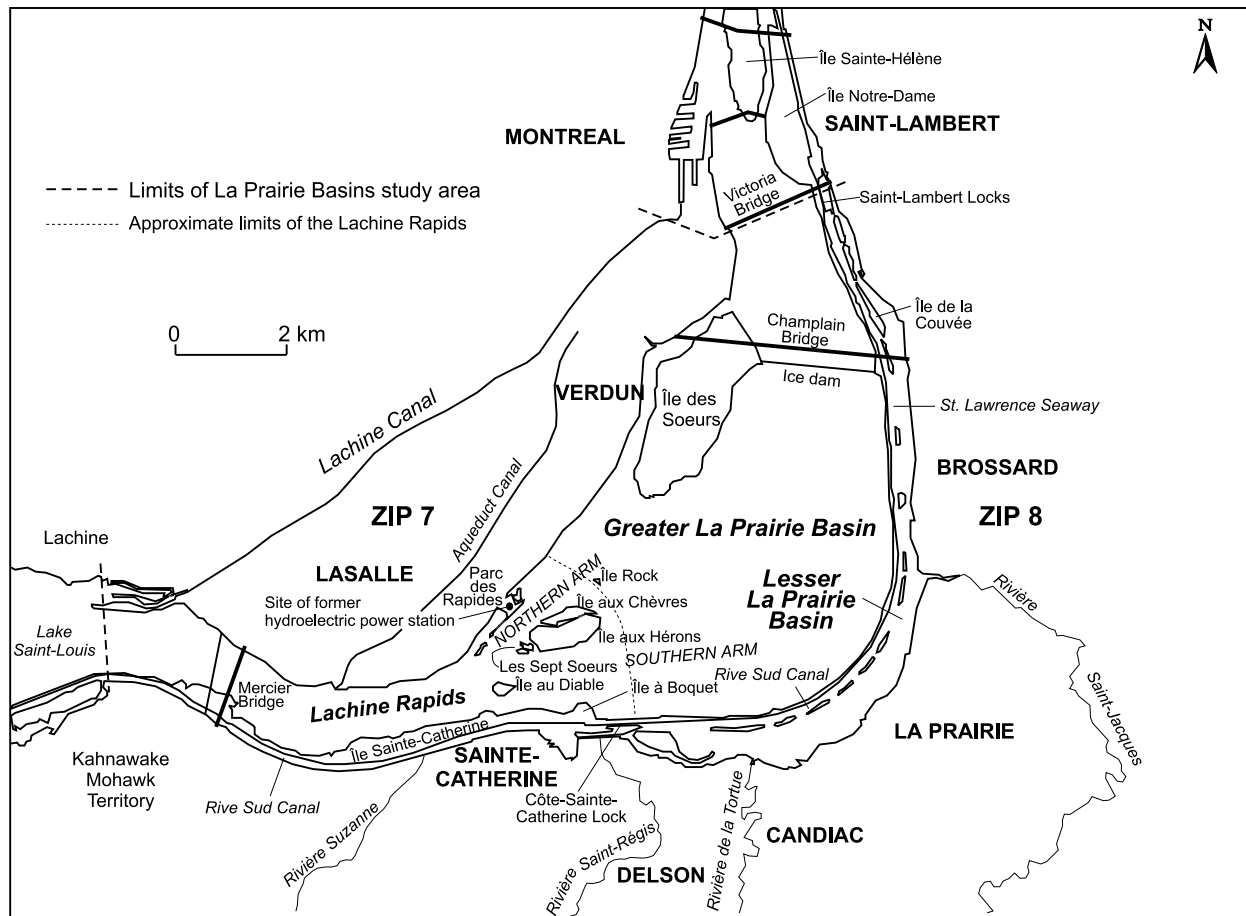 N
Île Sainte-Hélène
Île Notre-Dame
SAINT-LAMBERT
MONTREAL
Limits of La Prairie Basins study area
Approximate limits of the Lachine Rapids
Victoria
Bridge
Saint-Lambert Locks
0 2 km
Île de la
Couvée
Champlain
Bridge
Ice dam
VERDUN
Île des
Soeurs
St. Lawrence Seaway
Lachine Canal
Aqueduct Canal
BROSSARD
ZIP 7
ZIP 8
Greater La Prairie Basin
Lachine
LASALLE
Parc
des
Rapides
NORTHERN ARM
Île Rock
Île aux Chèvres
Lesser
La Prairie
Basin
Rivière
Site of former
hydroelectric power station
Île aux Hérons
Lake
Saint-Louis
Les Sept Soeurs
SOUTHERN ARM
Île au Diable
Rive Sud Canal
Mercier
Bridge
Lachine Rapids
Île à Boquet
Saint-Jacques
LA PRAIRIE
Île Sainte-Catherine
SAINTE-
CATHERINE
Kahnawake
Mohawk
Territory
Rive Sud Canal
Côte-Sainte-
Catherine Lock
Rivière Suzanne
Rivière Saint-Régis
Rivière de la Tortue
CANDIAC
DELSON